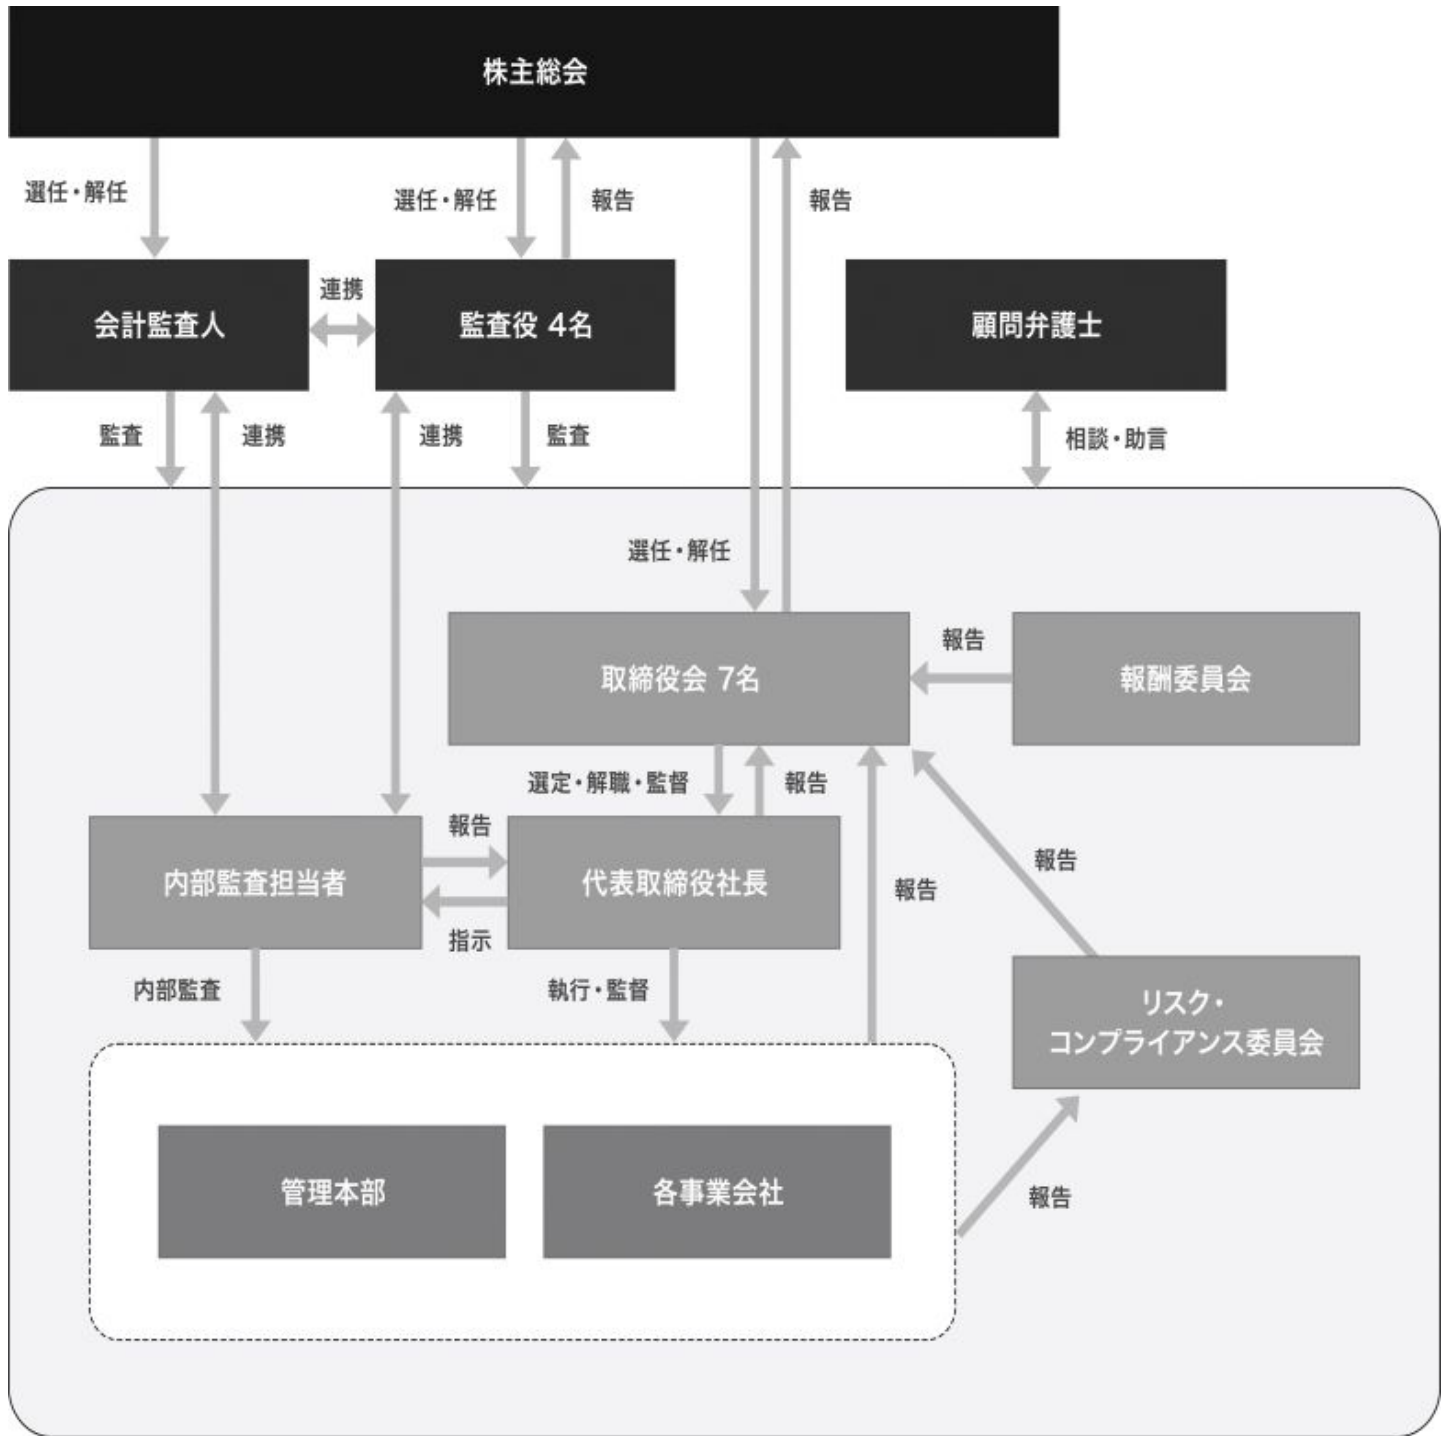 株主総会
選任・解任
選任・解任
報告
報告
会計監査人
連携
監査役 4名
顧問弁護士
監査
連携
連携
監査
相談・助言
選任・解任
取締役会 7名
報告
報酬委員会
選定・解職・監督
報告
内部監査担当者
報告
指示
代表取締役社長
報告
報告
内部監査
執行・監督
リスク・
コンプライアンス委員会
管理本部
各事業会社
報告